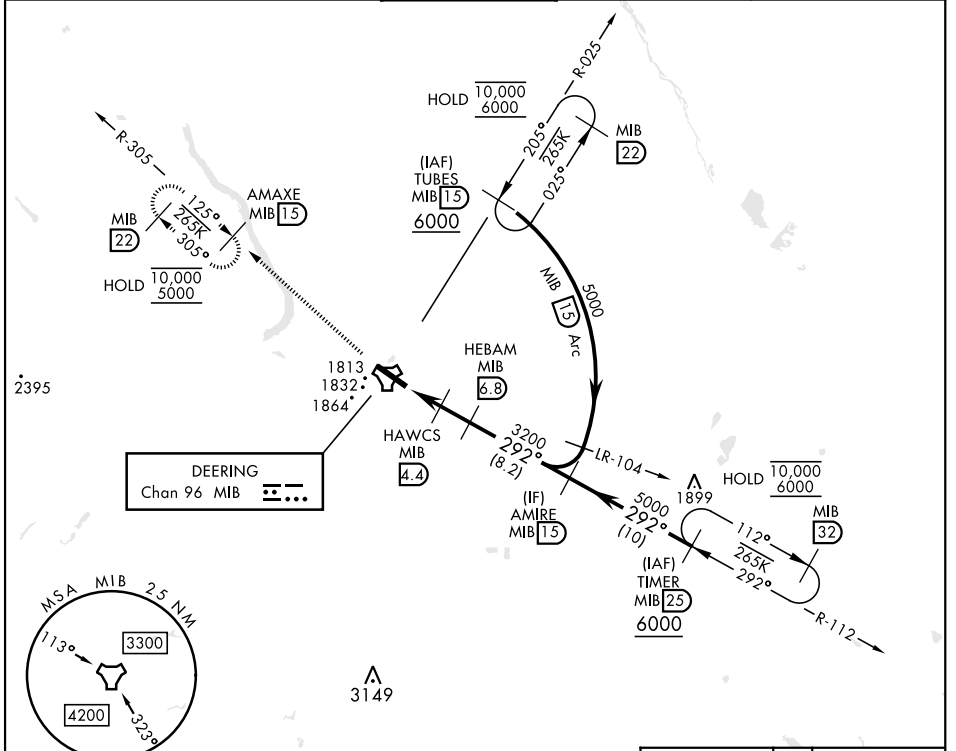 R-025
HOLD 10,000
6000
205°
265K
025°
MIB
22
(IAF)
TUBES
MIB 15
6000
R-305
AMAXE
MIB 15
125°
265K
305°
MIB
22
HOLD 10,000
5000
MIB 15 Arc
5000
2395
1813
1832
1864
HEBAM
MIB
6.8
HAWCS
MIB
4.4
3200
292°
(8.2)
LR-104
DEERING
Chan 96 MIB
(IF)
AMIRE
MIB 15
5000
292°
(10)
1899
HOLD 10,000
6000
MIB
32
112°
265K
292°
(IAF)
TIMER
MIB 25
6000
R-112
MSA MIB 25 NM
113°
3300
4200
323°
3149